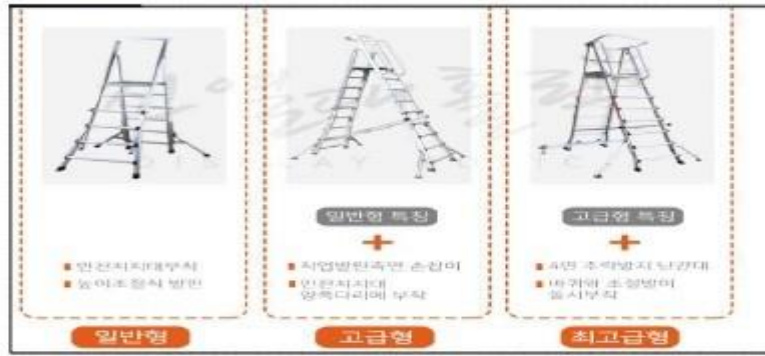 일반형 특징
고급형 특징
+
+
안전지지대부착
작업발판측면 손잡이
4면 추락방지 난간대
높이조절식 발판
안전지지대
양쪽다리에 부착
바퀴와 조절발이
동시부착
일반형
고급형
최고급형